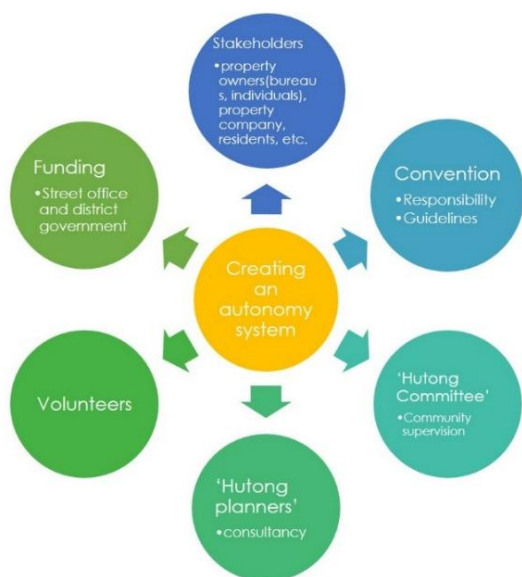 Stakeholders
•property
owners(bureau
s, individuals),
property
company,
residents, etc.
Convention
•Responsibility
•Guidelines
'Hutong
Committee'
•Community
supervision
'Hutong
planners'
•consultancy
Volunteers
Funding
•Street office
and district
government
Creating
an
autonomy
system